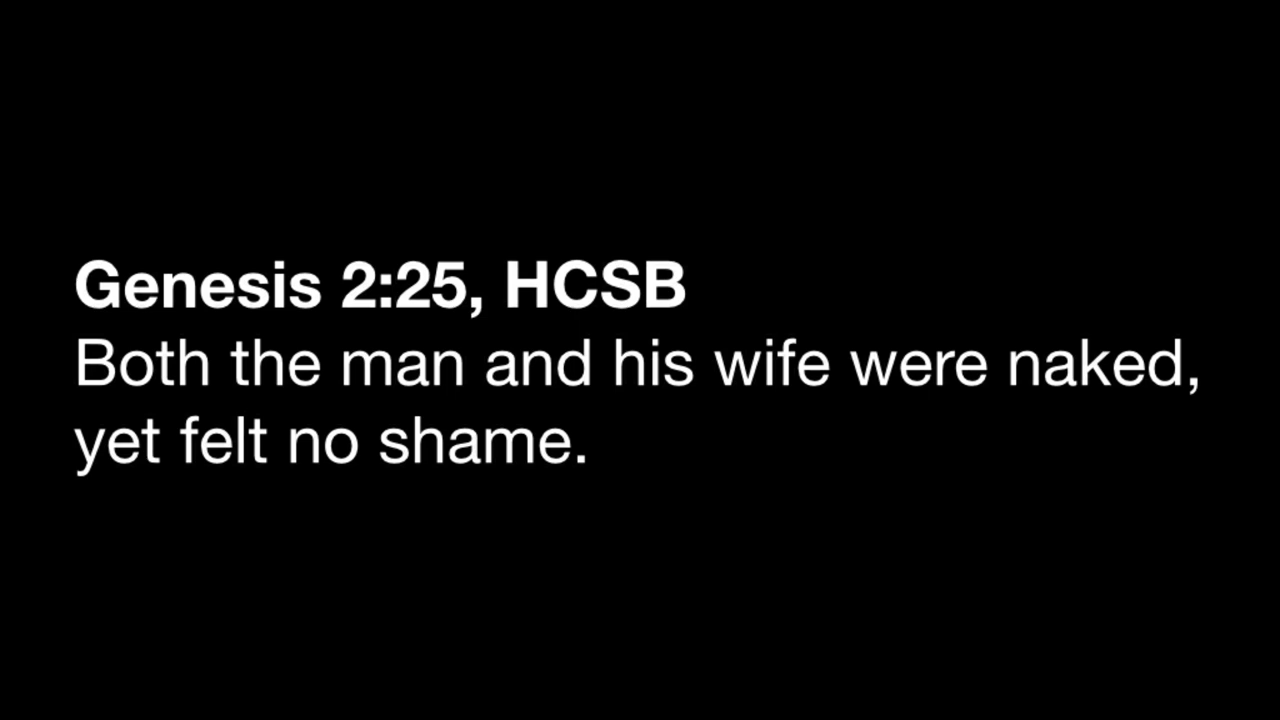 Genesis 2:25, HCSB
Both the man and his wife were naked,
yet felt no shame.